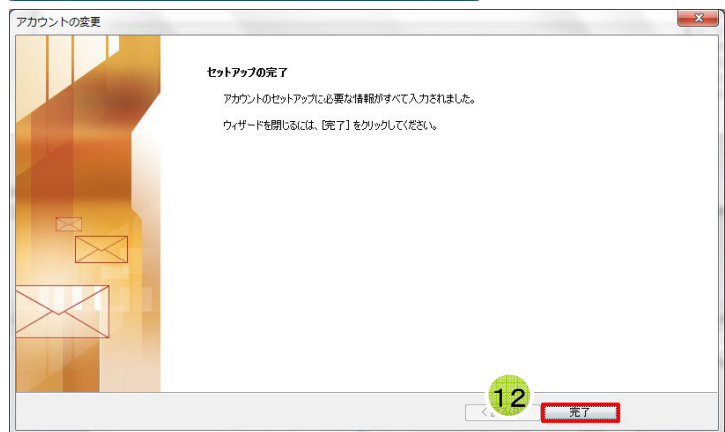 アカウントの変更
セットアップの完了
アカウントのセットアップに必要な情報がすべて入力されました。
ウィザードを閉じるには、[完了] をクリックしてください。
12
完了